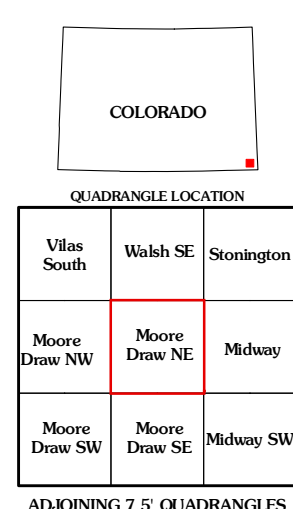 COLORADO
QUADRANGLE LOCATION
Vilas South
Walsh SE
Stonington
Moore Draw NW
Moore Draw NE
Midway
Moore Draw SW
Moore Draw SE
Midway SW
ADJOINING 7.5' QUADRANGLES